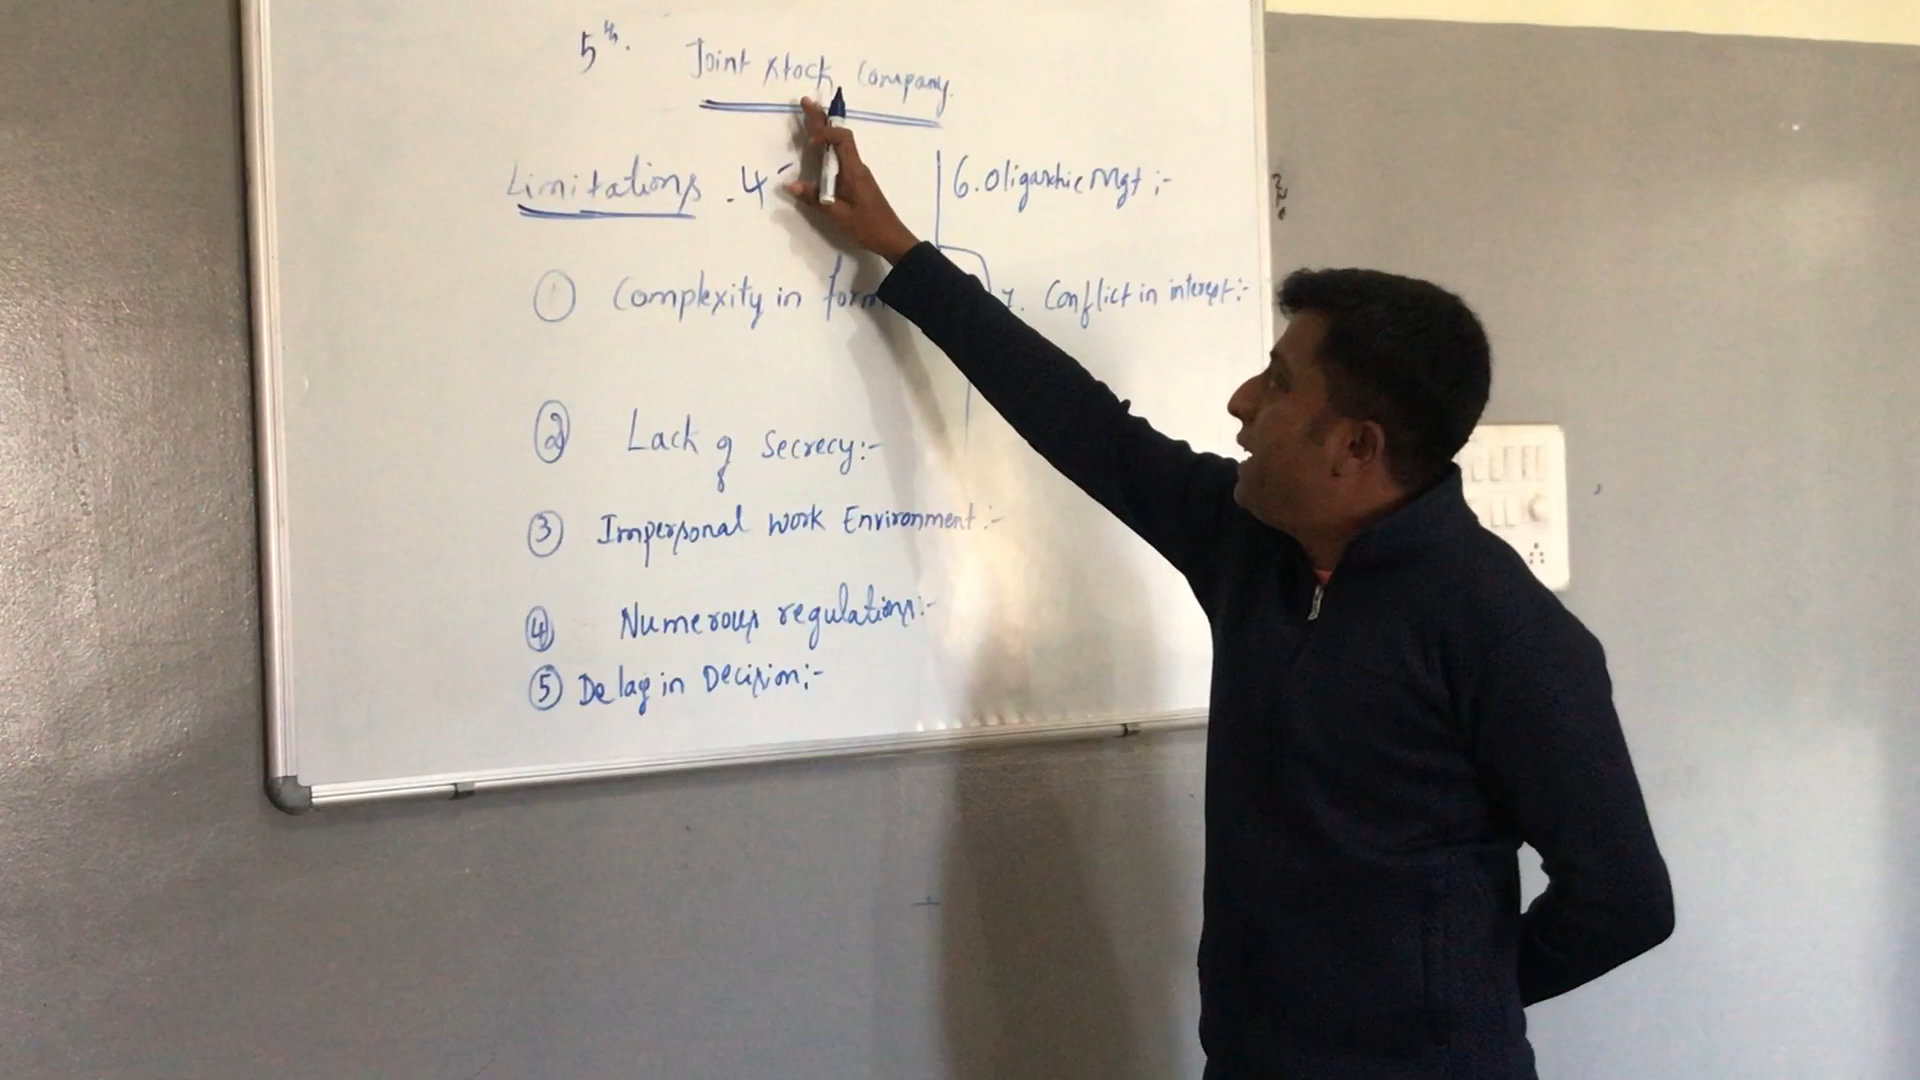 5th.
Joint Stock Company.
Limitations - 4
① Complexity in form
② Lack of Secrecy:-
③ Impersonal work Environment:-
④ Numerous regulations:-
⑤ Delay in Decision:-
6. Oligarchic Mgt:-
7. Conflict in interest:-